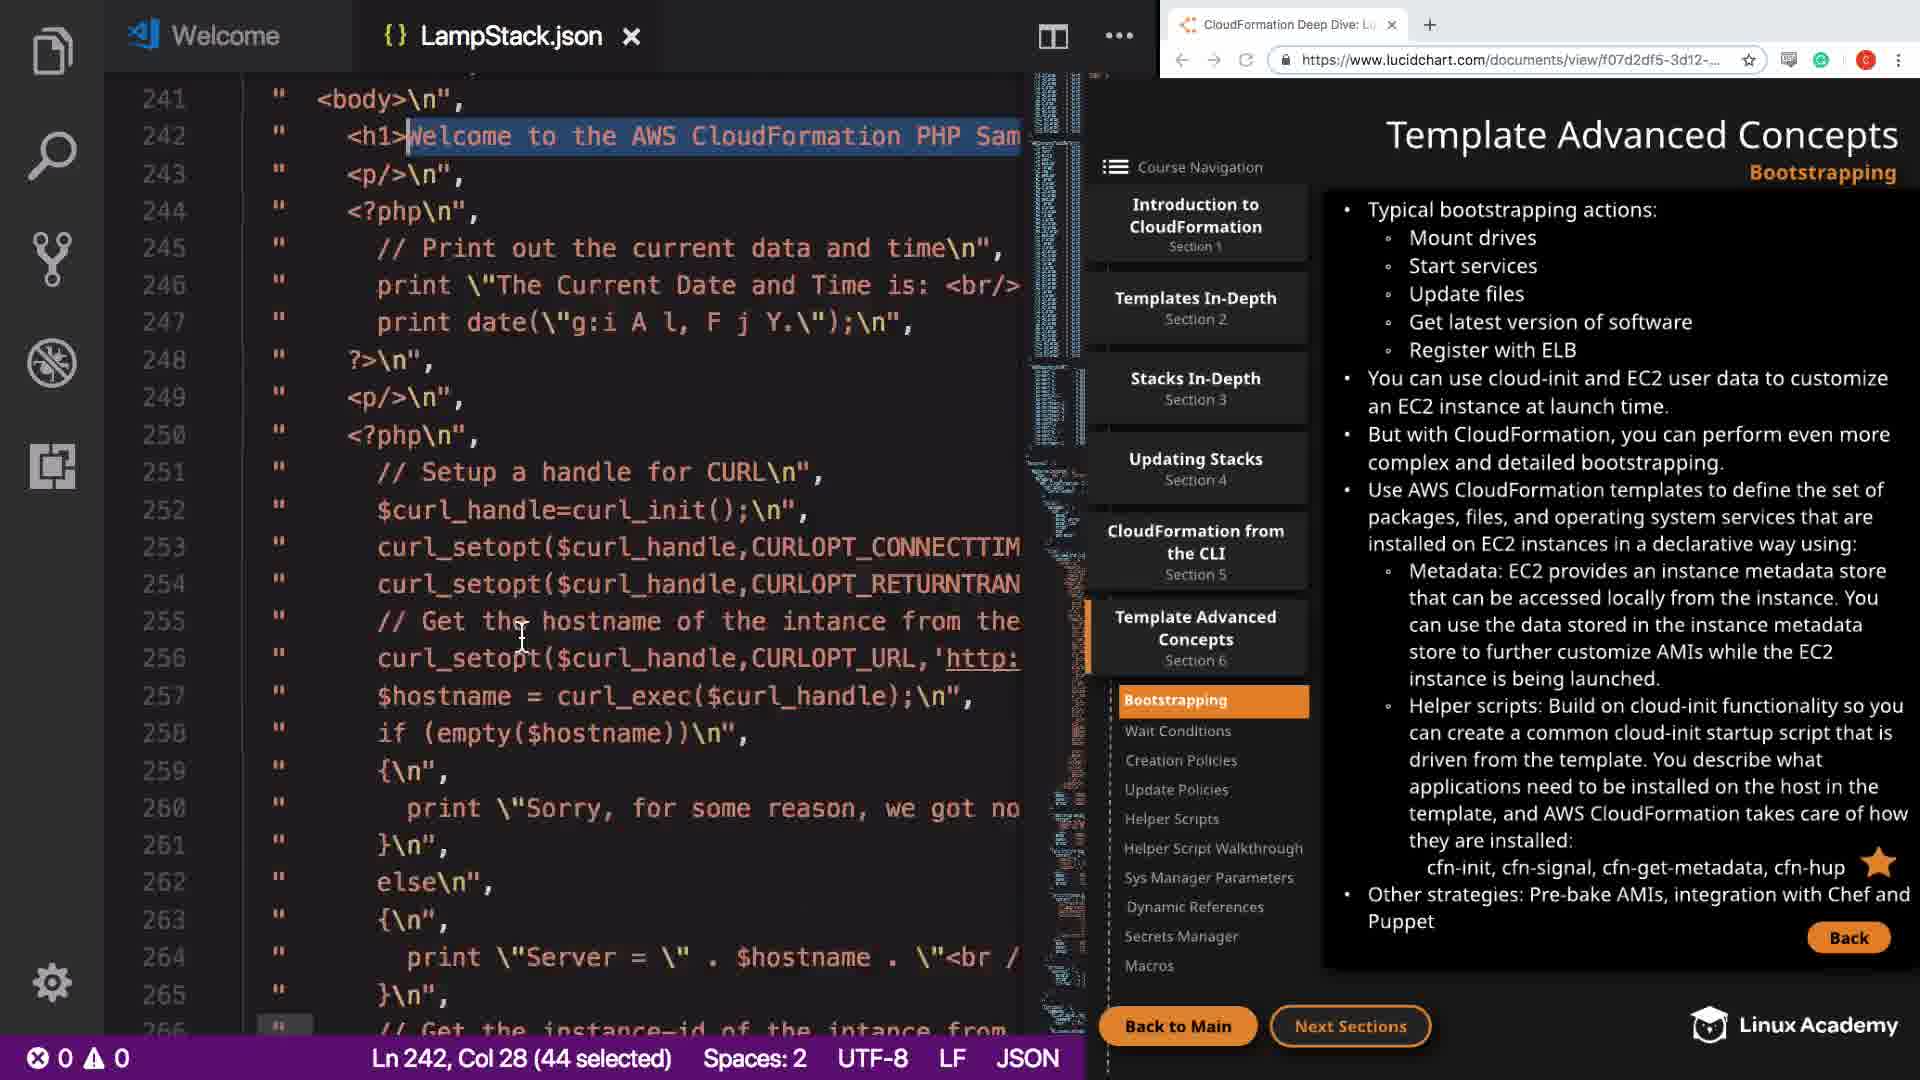 Welcome
{} LampStack.json ×
241 "  <body>\n",
242 "    <h1>Welcome to the AWS CloudFormation PHP Sam
243 "    <p/>\n",
244 "    <?php\n",
245 "      // Print out the current data and time\n",
246 "      print \"The Current Date and Time is: <br/>
247 "      print date(\"g:i A l, F j Y.\");\n",
248 "    ?>\n",
249 "    <p/>\n",
250 "    <?php\n",
251 "      // Setup a handle for CURL\n",
252 "      $curl_handle=curl_init();\n",
253 "      curl_setopt($curl_handle,CURLOPT_CONNECTTIM
254 "      curl_setopt($curl_handle,CURLOPT_RETURNTRAN
255 "      // Get the hostname of the intance from the
256 "      curl_setopt($curl_handle,CURLOPT_URL,'http:
257 "      $hostname = curl_exec($curl_handle);\n",
258 "      if (empty($hostname))\n",
259 "      {\n",
260 "        print \"Sorry, for some reason, we got no
261 "      }\n",
262 "      else\n",
263 "      {\n",
264 "        print \"Server = \" . $hostname . \"<br /
265 "      }\n",
266 "      // Get the instance-id of the intance from
0 0
Ln 242, Col 28 (44 selected)
Spaces: 2
UTF-8
LF
JSON
CloudFormation Deep Dive: Lu
https://www.lucidchart.com/documents/view/f07d2df5-3d12-...
C
Template Advanced Concepts
Bootstrapping
Course Navigation
Introduction to
CloudFormation
Section 1
Templates In-Depth
Section 2
Stacks In-Depth
Section 3
Updating Stacks
Section 4
CloudFormation from
the CLI
Section 5
Template Advanced
Concepts
Section 6
Bootstrapping
Wait Conditions
Creation Policies
Update Policies
Helper Scripts
Helper Script Walkthrough
Sys Manager Parameters
Dynamic References
Secrets Manager
Macros
• Typical bootstrapping actions:
◦ Mount drives
◦ Start services
◦ Update files
◦ Get latest version of software
◦ Register with ELB
• You can use cloud-init and EC2 user data to customize
an EC2 instance at launch time.
• But with CloudFormation, you can perform even more
complex and detailed bootstrapping.
• Use AWS CloudFormation templates to define the set of
packages, files, and operating system services that are
installed on EC2 instances in a declarative way using:
◦ Metadata: EC2 provides an instance metadata store
that can be accessed locally from the instance. You
can use the data stored in the instance metadata
store to further customize AMIs while the EC2
instance is being launched.
◦ Helper scripts: Build on cloud-init functionality so you
can create a common cloud-init startup script that is
driven from the template. You describe what
applications need to be installed on the host in the
template, and AWS CloudFormation takes care of how
they are installed:
cfn-init, cfn-signal, cfn-get-metadata, cfn-hup
• Other strategies: Pre-bake AMIs, integration with Chef and
Puppet
Back
Back to Main
Next Sections
Linux Academy